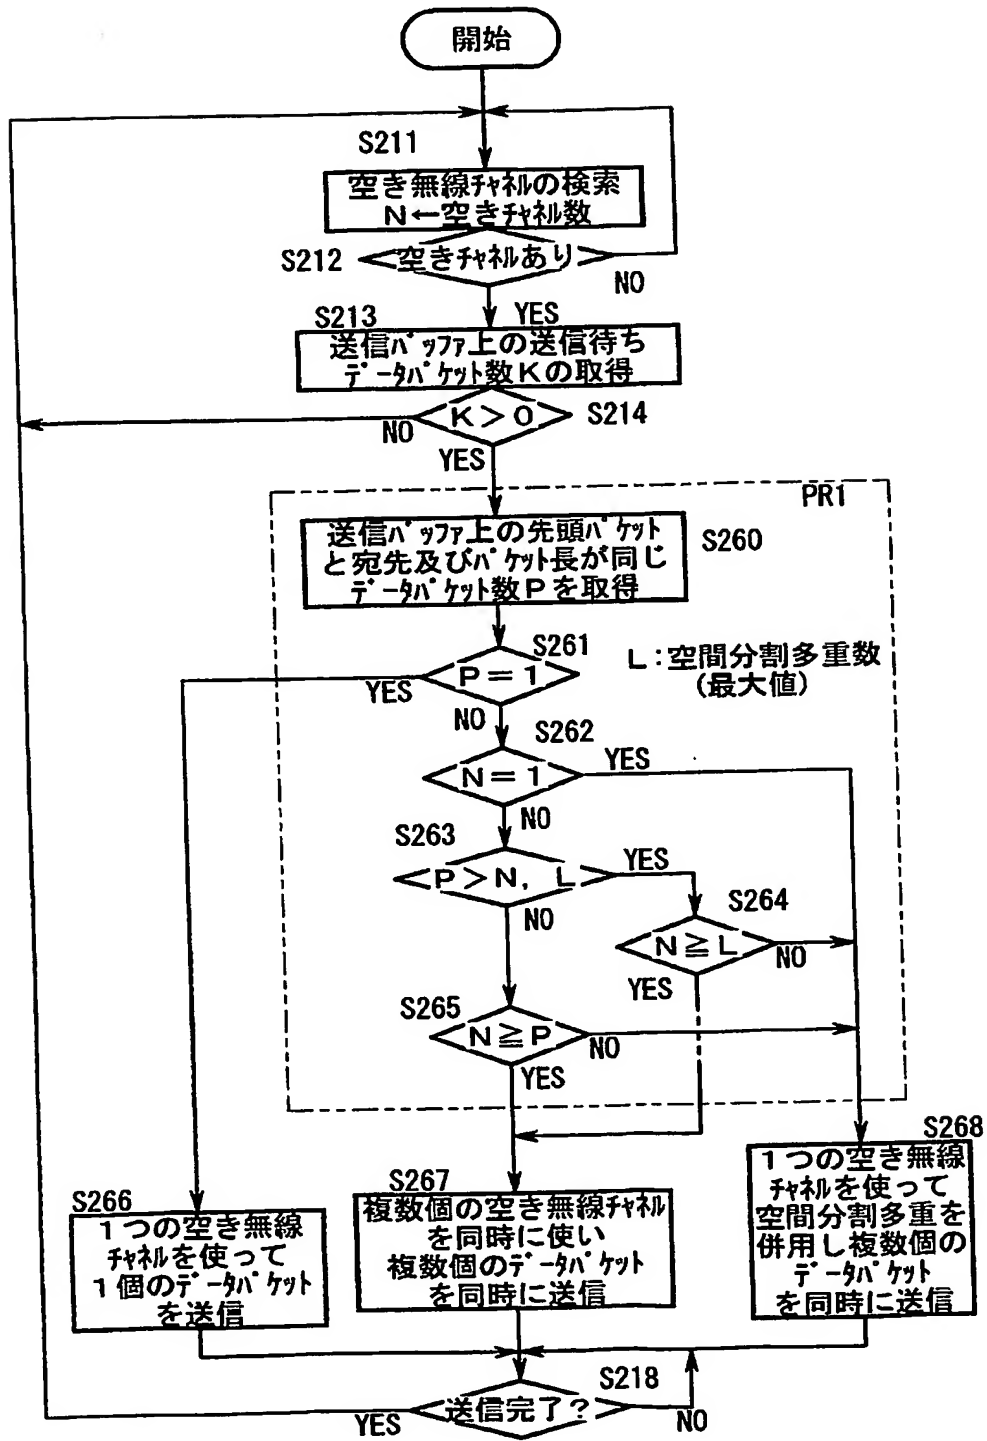 開始
S211
空き無線チャネルの検索
N←空きチャネル数
S212
空きチャネルあり
NO
YES
S213
送信バッファ上の送信待ち
データパケット数Kの取得
K>0
S214
NO
YES
PR1
送信バッファ上の先頭パケット
と宛先及びパケット長が同じ
データパケット数Pを取得
S260
S261
P=1
YES
NO
L:空間分割多重数
(最大値)
S262
N=1
YES
NO
S263
P>N, L
YES
NO
S264
N≧L
NO
YES
S265
N≧P
NO
YES
S266
1つの空き無線
チャネルを使って
1個のデータパケット
を送信
S267
複数個の空き無線チャネル
を同時に使い
複数個のデータパケット
を同時に送信
S268
1つの空き無線
チャネルを使って
空間分割多重を
併用し複数個の
データパケット
を同時に送信
S218
送信完了?
YES
NO